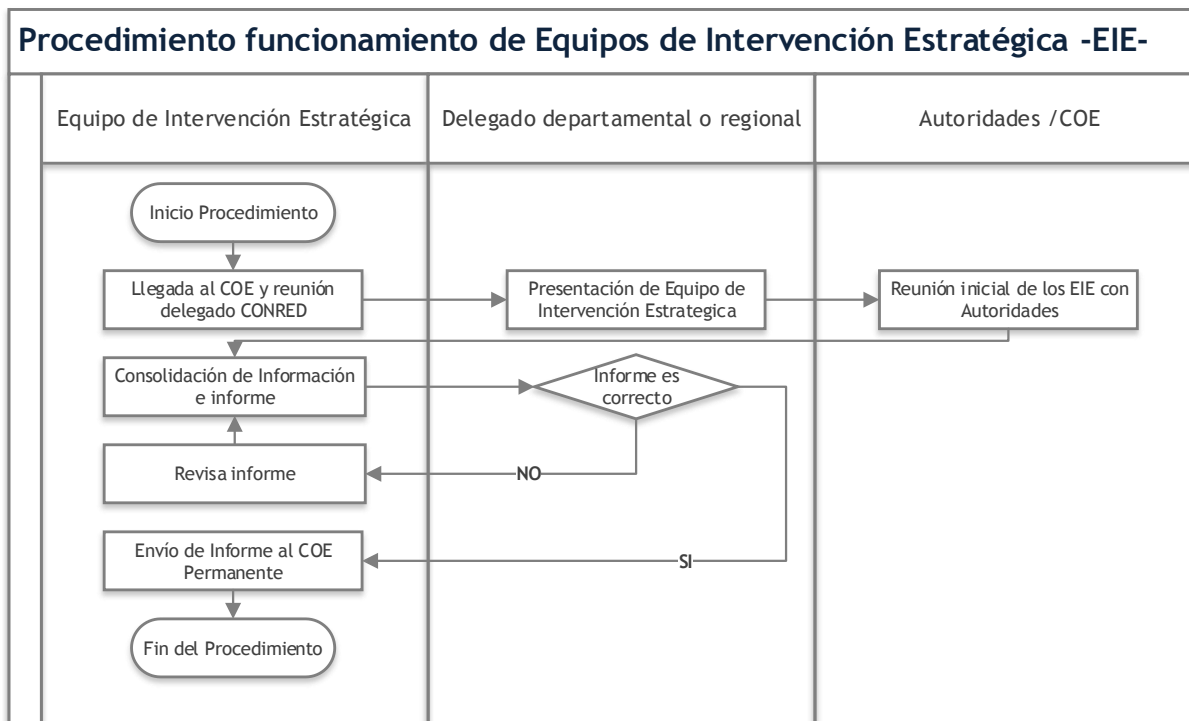 Procedimiento funcionamiento de Equipos de Intervención Estratégica -EIE-
Equipo de Intervención Estratégica
Delegado departamental o regional
Autoridades /COE
Inicio Procedimiento
Llegada al COE y reunión
delegado CONRED
Presentación de Equipo de
Intervención Estrategica
Reunión inicial de los EIE con
Autoridades
Consolidación de Información
e informe
Informe es
correcto
Revisa informe
NO
Envío de Informe al COE
Permanente
SI
Fin del Procedimiento